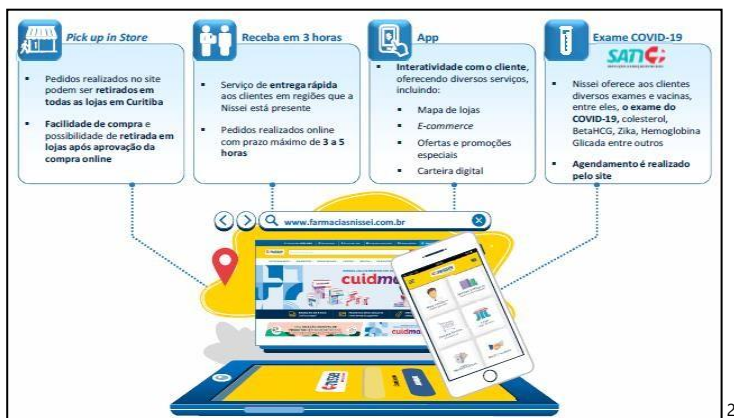 Pick up in Store
▪ Pedidos realizados no site
podem ser retirados em
todas as lojas em Curitiba
▪ Facilidade de compra e
possibilidade de retirada em
lojas após aprovação da
compra online
Receba em 3 horas
▪ Serviço de entrega rápida
aos clientes em regiões que a
Nissei está presente
▪ Pedidos realizados online
com prazo máximo de 3 a 5
horas
App
▪ Interatividade com o cliente,
oferecendo diversos serviços,
incluindo:
▪ Mapa de lojas
▪ E-commerce
▪ Ofertas e promoções
especiais
▪ Carteira digital
Exame COVID-19
SATIC
▪ Nissei oferece aos clientes
diversos exames e vacinas,
entre eles, o exame do
COVID-19, colesterol,
BetaHCG, Zika, Hemoglobina
Glicada entre outros
▪ Agendamento é realizado
pelo site
www.farmaciasnissei.com.br
nissei
2